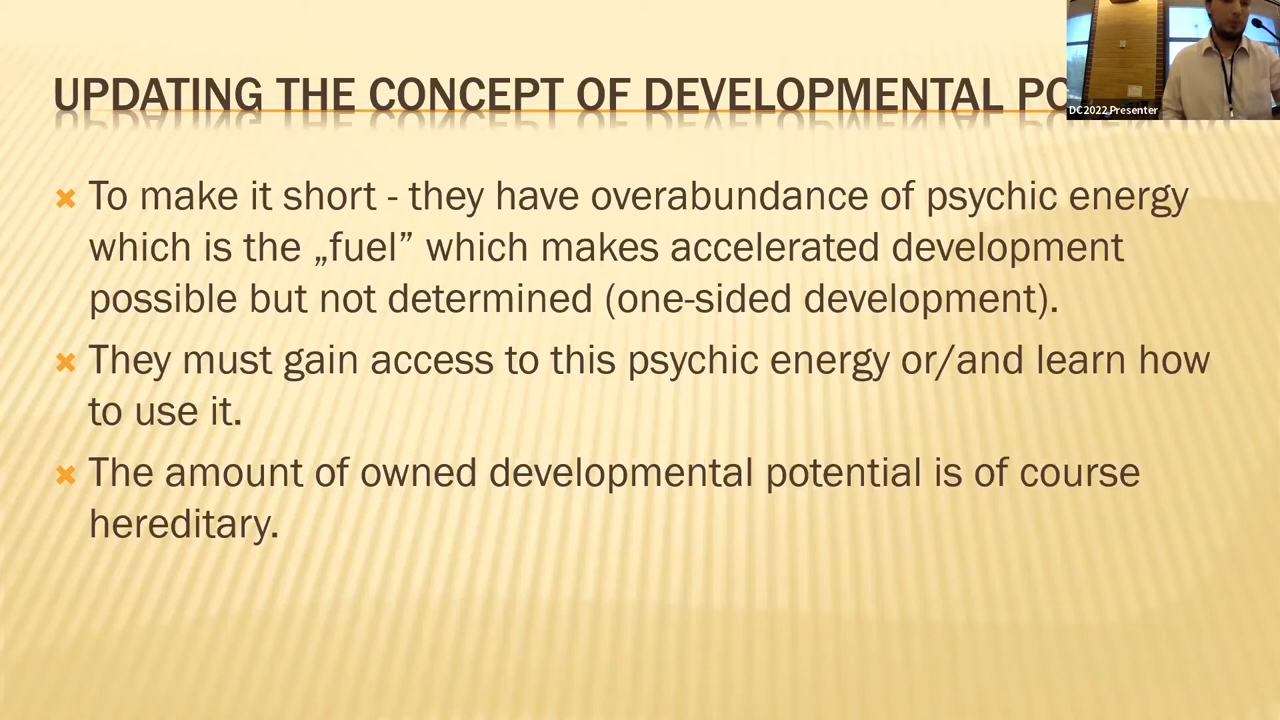 UPDATING THE CONCEPT OF DEVELOPMENTAL
DC2022 Presenter
To make it short - they have overabundance of psychic energy
which is the „fuel” which makes accelerated development
possible but not determined (one-sided development).
They must gain access to this psychic energy or/and learn how
to use it.
The amount of owned developmental potential is of course
hereditary.